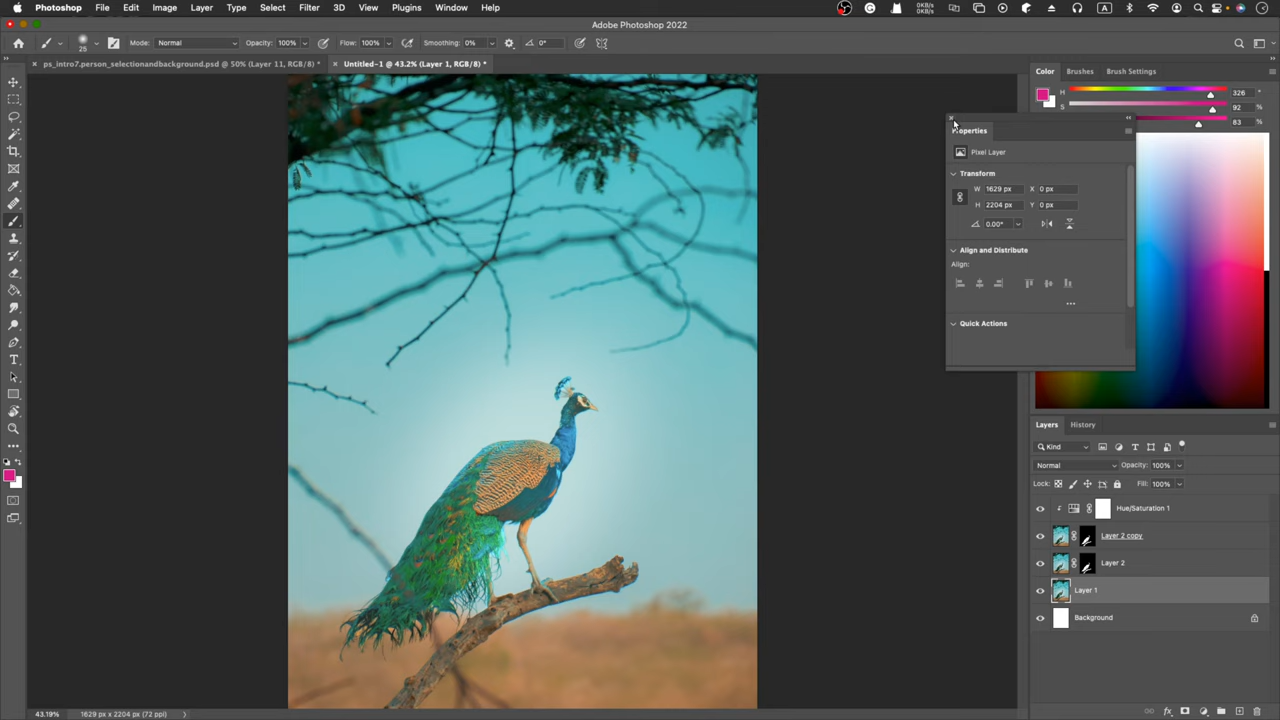 Photoshop File Edit Image Layer Type Select Filter 3D View Plugins Window Help 0KB/s 0KB/s A
Adobe Photoshop 2022
25 Mode: Normal Opacity: 100% Flow: 100% Smoothing: 0% 0°
ps_intro7.person_selectionandbackground.psd @ 50% (Layer 11, RGB/8) * Untitled-1 @ 43.2% (Layer 1, RGB/8) *
Color Brushes Brush Settings
H 326 °
S 92 %
83 %
Properties
Pixel Layer
Transform
W 1629 px X 0 px
H 2204 px Y 0 px
0.00°
Align and Distribute
Align:
Quick Actions
Layers History
Kind
Normal Opacity: 100%
Lock: Fill: 100%
Hue/Saturation 1
Layer 2 copy
Layer 2
Layer 1
Background
43.19% 1629 px x 2204 px (72 ppi)